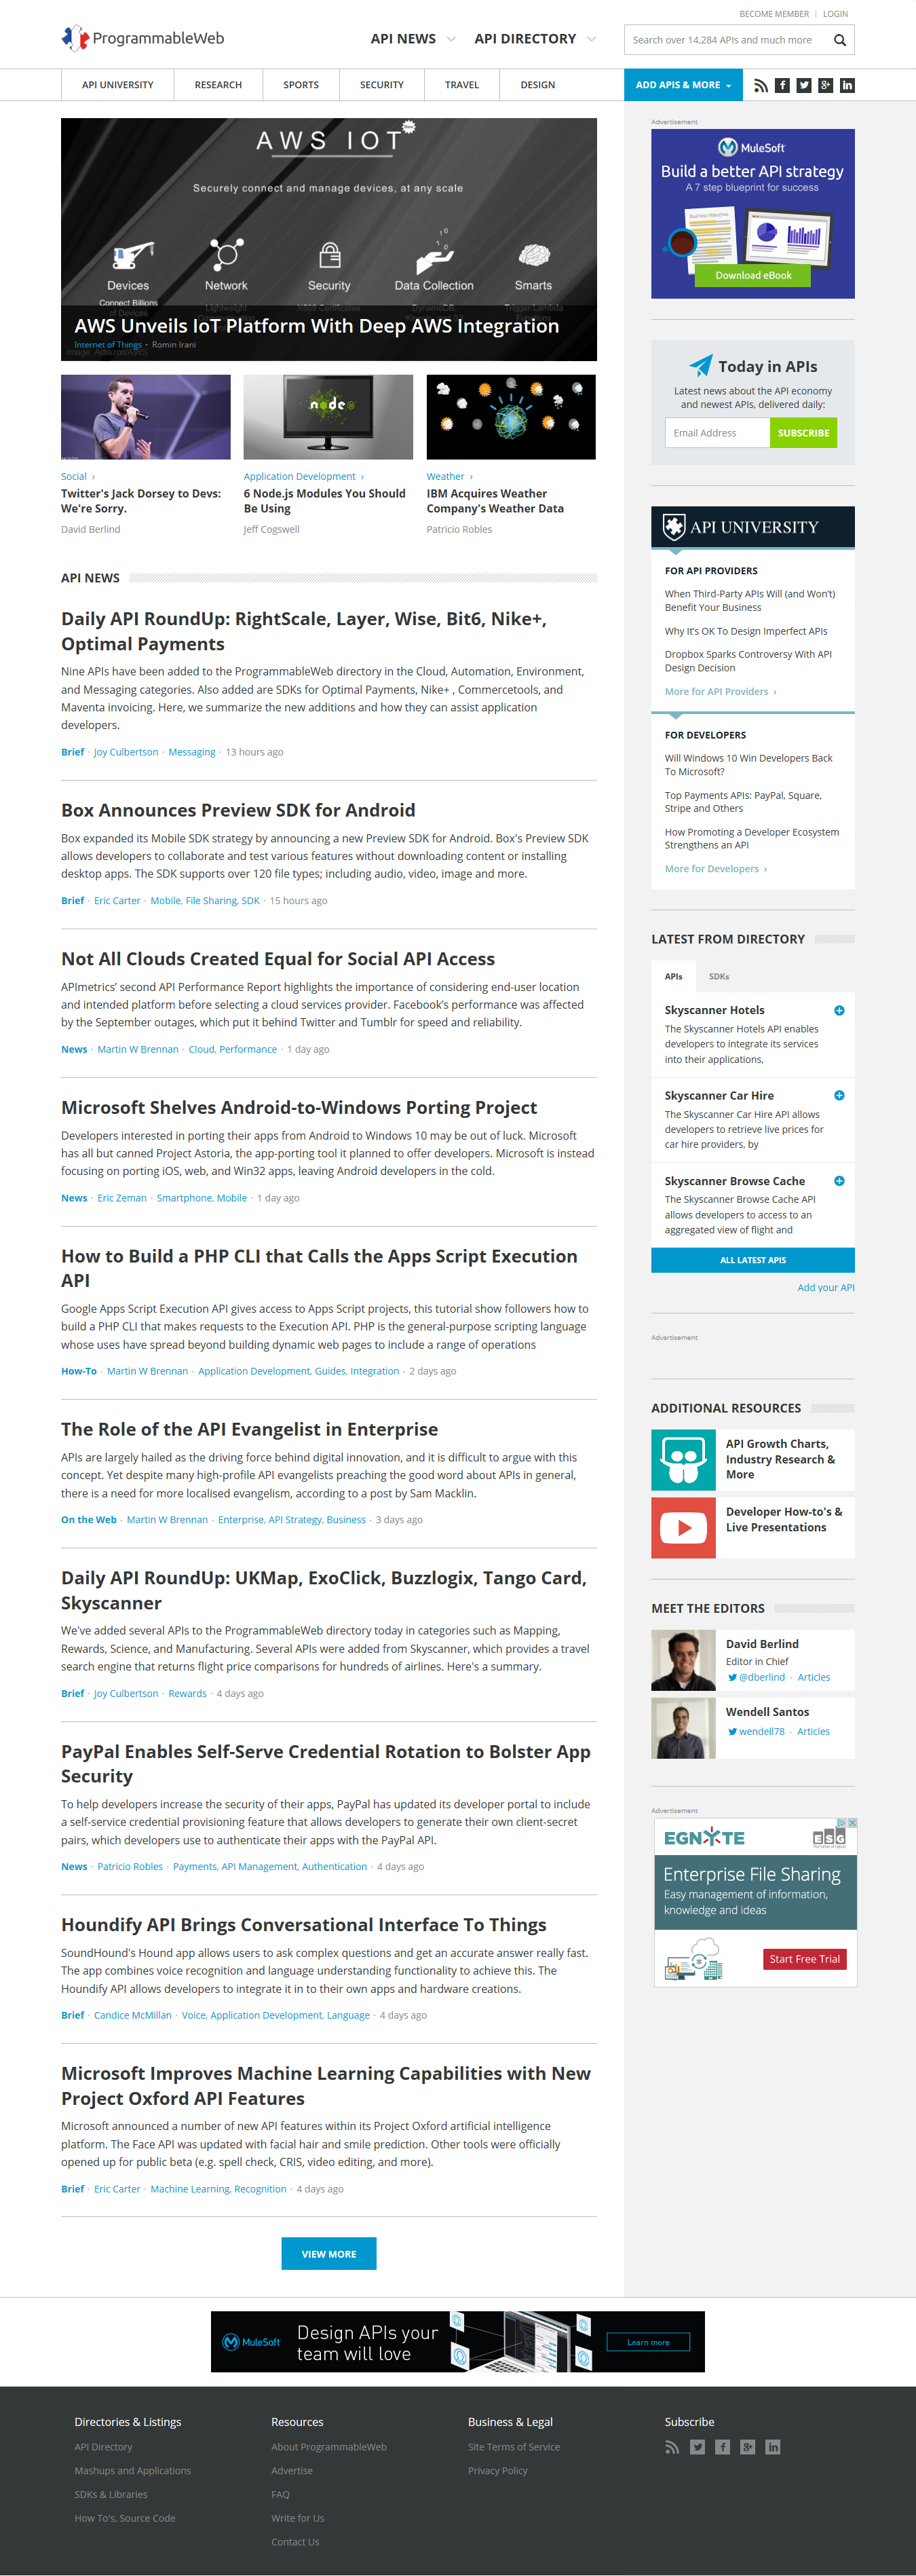 BECOME MEMBER | LOGIN
ProgrammableWeb
API NEWS
API DIRECTORY
Search over 14,284 APIs and much more
API UNIVERSITY
RESEARCH
SPORTS
SECURITY
TRAVEL
DESIGN
ADD APIS & MORE
AWS IOT
Securely connect and manage devices, at any scale
Devices
Network
Security
Data Collection
Smarts
Connect Billions
of Devices
AWS Unveils IoT Platform With Deep AWS Integration
Internet of Things · Romin Irani
Image: Amazon/AWS
Social ›
Twitter's Jack Dorsey to Devs:
We're Sorry.
David Berlind
Application Development ›
6 Node.js Modules You Should
Be Using
Jeff Cogswell
Weather ›
IBM Acquires Weather
Company's Weather Data
Patricio Robles
API NEWS
Daily API RoundUp: RightScale, Layer, Wise, Bit6, Nike+,
Optimal Payments
Nine APIs have been added to the ProgrammableWeb directory in the Cloud, Automation, Environment,
and Messaging categories. Also added are SDKs for Optimal Payments, Nike+ , Commercetools, and
Maventa invoicing. Here, we summarize the new additions and how they can assist application
developers.
Brief · Joy Culbertson · Messaging · 13 hours ago
Box Announces Preview SDK for Android
Box expanded its Mobile SDK strategy by announcing a new Preview SDK for Android. Box's Preview SDK
allows developers to collaborate and test various features without downloading content or installing
desktop apps. The SDK supports over 120 file types; including audio, video, image and more.
Brief · Eric Carter · Mobile, File Sharing, SDK · 15 hours ago
Not All Clouds Created Equal for Social API Access
APImetrics’ second API Performance Report highlights the importance of considering end-user location
and intended platform before selecting a cloud services provider. Facebook’s performance was affected
by the September outages, which put it behind Twitter and Tumblr for speed and reliability.
News · Martin W Brennan · Cloud, Performance · 1 day ago
Microsoft Shelves Android-to-Windows Porting Project
Developers interested in porting their apps from Android to Windows 10 may be out of luck. Microsoft
has all but canned Project Astoria, the app-porting tool it planned to offer developers. Microsoft is instead
focusing on porting iOS, web, and Win32 apps, leaving Android developers in the cold.
News · Eric Zeman · Smartphone, Mobile · 1 day ago
How to Build a PHP CLI that Calls the Apps Script Execution
API
Google Apps Script Execution API gives access to Apps Script projects, this tutorial show followers how to
build a PHP CLI that makes requests to the Execution API. PHP is the general-purpose scripting language
whose uses have spread beyond building dynamic web pages to include a range of operations
How-To · Martin W Brennan · Application Development, Guides, Integration · 2 days ago
The Role of the API Evangelist in Enterprise
APIs are largely hailed as the driving force behind digital innovation, and it is difficult to argue with this
concept. Yet despite many high-profile API evangelists preaching the good word about APIs in general,
there is a need for more localised evangelism, according to a post by Sam Macklin.
On the Web · Martin W Brennan · Enterprise, API Strategy, Business · 3 days ago
Daily API RoundUp: UKMap, ExoClick, Buzzlogix, Tango Card,
Skyscanner
We've added several APIs to the ProgrammableWeb directory today in categories such as Mapping,
Rewards, Science, and Manufacturing. Several APIs were added from Skyscanner, which provides a travel
search engine that returns flight price comparisons for hundreds of airlines. Here's a summary.
Brief · Joy Culbertson · Rewards · 4 days ago
PayPal Enables Self-Serve Credential Rotation to Bolster App
Security
To help developers increase the security of their apps, PayPal has updated its developer portal to include
a self-service credential provisioning feature that allows developers to generate their own client-secret
pairs, which developers use to authenticate their apps with the PayPal API.
News · Patricio Robles · Payments, API Management, Authentication · 4 days ago
Houndify API Brings Conversational Interface To Things
SoundHound's Hound app allows users to ask complex questions and get an accurate answer really fast.
The app combines voice recognition and language understanding functionality to achieve this. The
Houndify API allows developers to integrate it in to their own apps and hardware creations.
Brief · Candice McMillan · Voice, Application Development, Language · 4 days ago
Microsoft Improves Machine Learning Capabilities with New
Project Oxford API Features
Microsoft announced a number of new API features within its Project Oxford artificial intelligence
platform. The Face API was updated with facial hair and smile prediction. Other tools were officially
opened up for public beta (e.g. spell check, CRIS, video editing, and more).
Brief · Eric Carter · Machine Learning, Recognition · 4 days ago
VIEW MORE
Advertisement
MuleSoft
Build a better API strategy
A 7 step blueprint for success
Download eBook
Today in APIs
Latest news about the API economy
and newest APIs, delivered daily:
Email Address
SUBSCRIBE
API UNIVERSITY
FOR API PROVIDERS
When Third-Party APIs Will (and Won’t)
Benefit Your Business
Why It’s OK To Design Imperfect APIs
Dropbox Sparks Controversy With API
Design Decision
More for API Providers ›
FOR DEVELOPERS
Will Windows 10 Win Developers Back
To Microsoft?
Top Payments APIs: PayPal, Square,
Stripe and Others
How Promoting a Developer Ecosystem
Strengthens an API
More for Developers ›
LATEST FROM DIRECTORY
APIs
SDKs
Skyscanner Hotels
The Skyscanner Hotels API enables
developers to integrate its services
into their applications,
Skyscanner Car Hire
The Skyscanner Car Hire API allows
developers to retrieve live prices for
car hire providers, by
Skyscanner Browse Cache
The Skyscanner Browse Cache API
allows developers to access to an
aggregated view of flight and
ALL LATEST APIS
Add your API
Advertisement
ADDITIONAL RESOURCES
API Growth Charts,
Industry Research &
More
Developer How-to's &
Live Presentations
MEET THE EDITORS
David Berlind
Editor in Chief
@dberlind · Articles
Wendell Santos
wendell78 · Articles
Advertisement
EGNYTE
ESG
Enterprise File Sharing
Easy management of information,
knowledge and ideas
Start Free Trial
MuleSoft
Design APIs your
team will love
Learn more
Directories & Listings
API Directory
Mashups and Applications
SDKs & Libraries
How To's, Source Code
Resources
About ProgrammableWeb
Advertise
FAQ
Write for Us
Contact Us
Business & Legal
Site Terms of Service
Privacy Policy
Subscribe